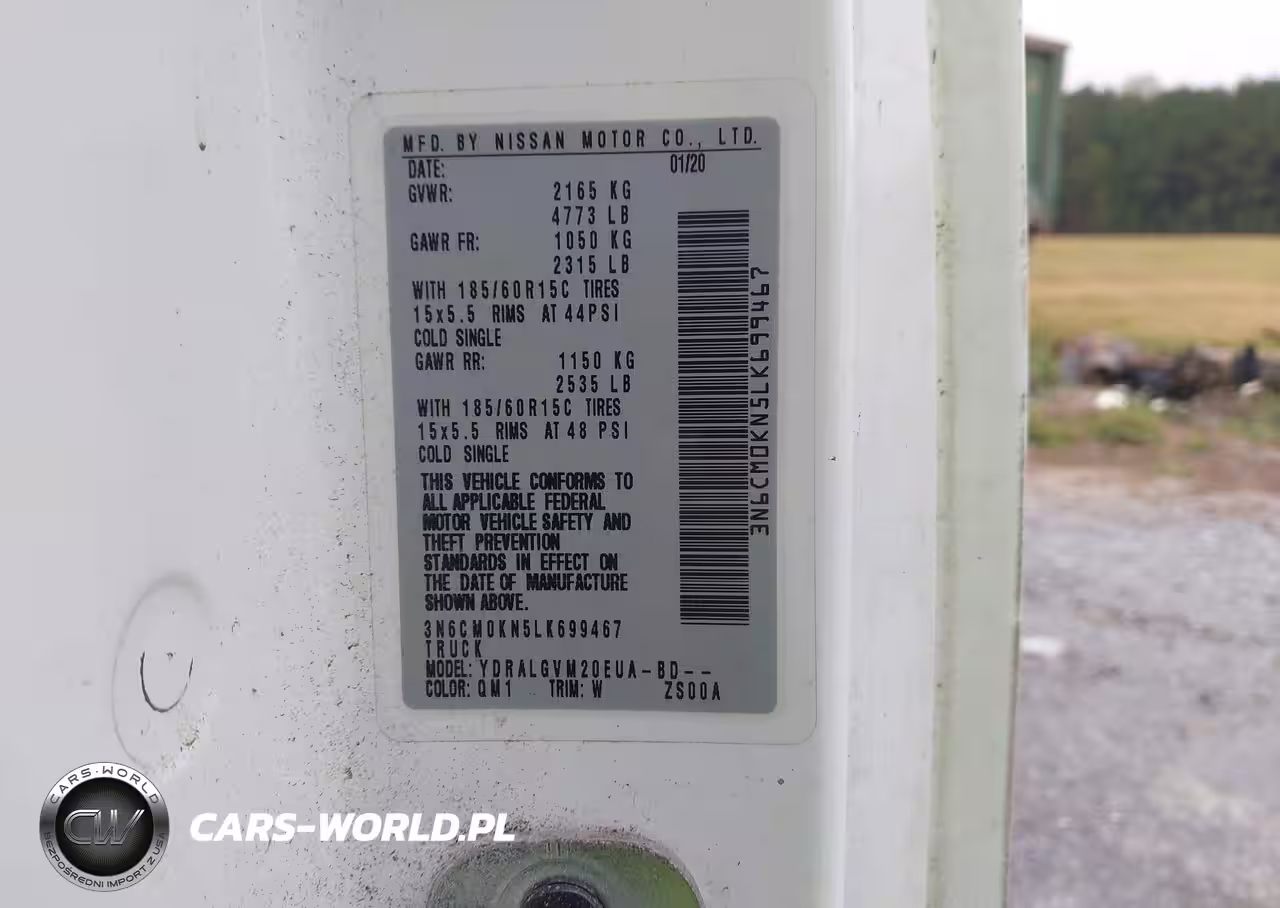 MFD. BY NISSAN MOTOR CO., LTD.
DATE: 01/20
GVWR: 2165 KG
4773 LB
GAWR FR: 1050 KG
2315 LB
WITH 185/60R15C TIRES
15x5.5 RIMS AT 44PSI
COLD SINGLE
GAWR RR: 1150 KG
2535 LB
WITH 185/60R15C TIRES
15x5.5 RIMS AT 48 PSI
COLD SINGLE
THIS VEHICLE CONFORMS TO
ALL APPLICABLE FEDERAL
MOTOR VEHICLE SAFETY AND
THEFT PREVENTION
STANDARDS IN EFFECT ON
THE DATE OF MANUFACTURE
SHOWN ABOVE.
3N6CM0KN5LK699467
TRUCK
MODEL: YDRALGVM20EUA-BD--
COLOR: QM1 TRIM: W ZS00A
3N6CM0KN5LK699467
CARS-WORLD
CW
BEZPOŚREDNI IMPORT Z USA
CARS-WORLD.PL